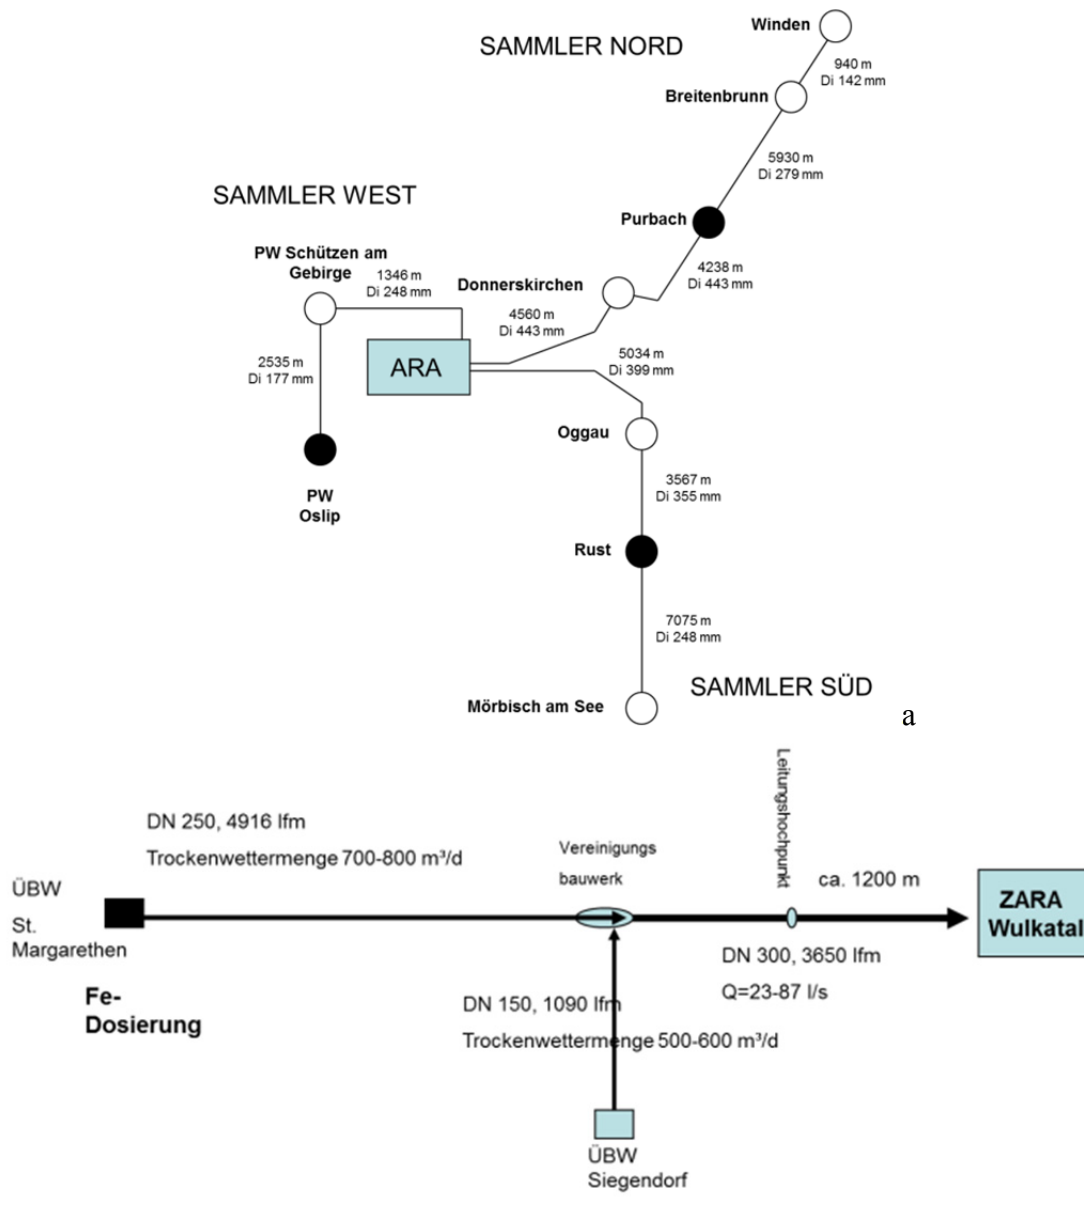 SAMMLER NORD
Winden
940 m
Di 142 mm
Breitenbrunn
5930 m
Di 279 mm
SAMMLER WEST
Purbach
PW Schützen am
Gebirge
1346 m
Di 248 mm
Donnerskirchen
4238 m
Di 443 mm
4560 m
Di 443 mm
2535 m
Di 177 mm
ARA
5034 m
Di 399 mm
Oggau
PW
Oslip
3567 m
Di 355 mm
Rust
7075 m
Di 248 mm
SAMMLER SÜD
Mörbisch am See
a
DN 250, 4916 lfm
Trockenwettermenge 700-800 m³/d
Vereinigungs
bauwerk
Leitungshochpunkt
ca. 1200 m
ÜBW
St.
Margarethen
ZARA
Wulkatal
Fe-
Dosierung
DN 300, 3650 lfm
Q=23-87 l/s
DN 150, 1090 lfm
Trockenwettermenge 500-600 m³/d
ÜBW
Siegendorf